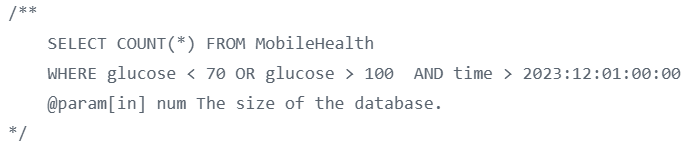 /**
SELECT COUNT(*) FROM MobileHealth
WHERE glucose < 70 OR glucose > 100  AND time > 2023:12:01:00:00
@param[in] num The size of the database.
*/